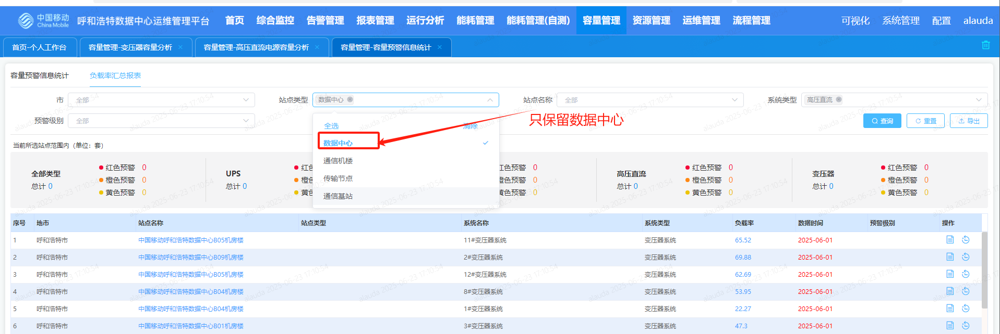 中国移动
China Mobile
呼和浩特数据中心运维管理平台 首页 综合监控 告警管理 报表管理 运行分析 能耗管理 能耗管理(自测) 容量管理 资源管理 运维管理 流程管理 可视化 系统管理 配置 alauda
首页-个人工作台 容量管理-变压器容量分析 × 容量管理-高压直流电源容量分析 × 容量管理-容量预警信息统计 ×
容量预警信息统计 负载率汇总报表
市 全部 站点类型 数据中心 站点名称 全部 系统类型 高压直流
预警级别 全部 查询 重置 导出
只保留数据中心
全选 清除
数据中心
通信机楼
传输节点
通信基站
当前所选站点范围内（单位：套）
全部类型 总计 0 红色预警 0 橙色预警 0 黄色预警 0
UPS 总计 0 红色 橙色 黄色
红色预警 0 橙色预警 0 黄色预警 0
高压直流 总计 0 红色预警 0 橙色预警 0 黄色预警 0
变压器 总计 0 红色预警 0 橙色预警 0 黄色预警 0
序号 地市 站点名称 站点类型 系统名称 系统类型 负载率 数据时间 预警级别 操作
1 呼和浩特市 中国移动呼和浩特数据中心B05机房楼 11#变压器系统 变压器系统 65.52 2025-06-01
2 呼和浩特市 中国移动呼和浩特数据中心B09机房楼 2#变压器系统 变压器系统 69.88 2025-06-01
3 呼和浩特市 中国移动呼和浩特数据中心B05机房楼 12#变压器系统 变压器系统 62.69 2025-06-01
4 呼和浩特市 中国移动呼和浩特数据中心B04机房楼 8#变压器系统 变压器系统 53.95 2025-06-01
5 呼和浩特市 中国移动呼和浩特数据中心B04机房楼 1#变压器系统 变压器系统 22.27 2025-06-01
6 呼和浩特市 中国移动呼和浩特数据中心B01机房楼 3#变压器系统 变压器系统 47.3 2025-06-01
alauda 2025-06-23 17:10:54